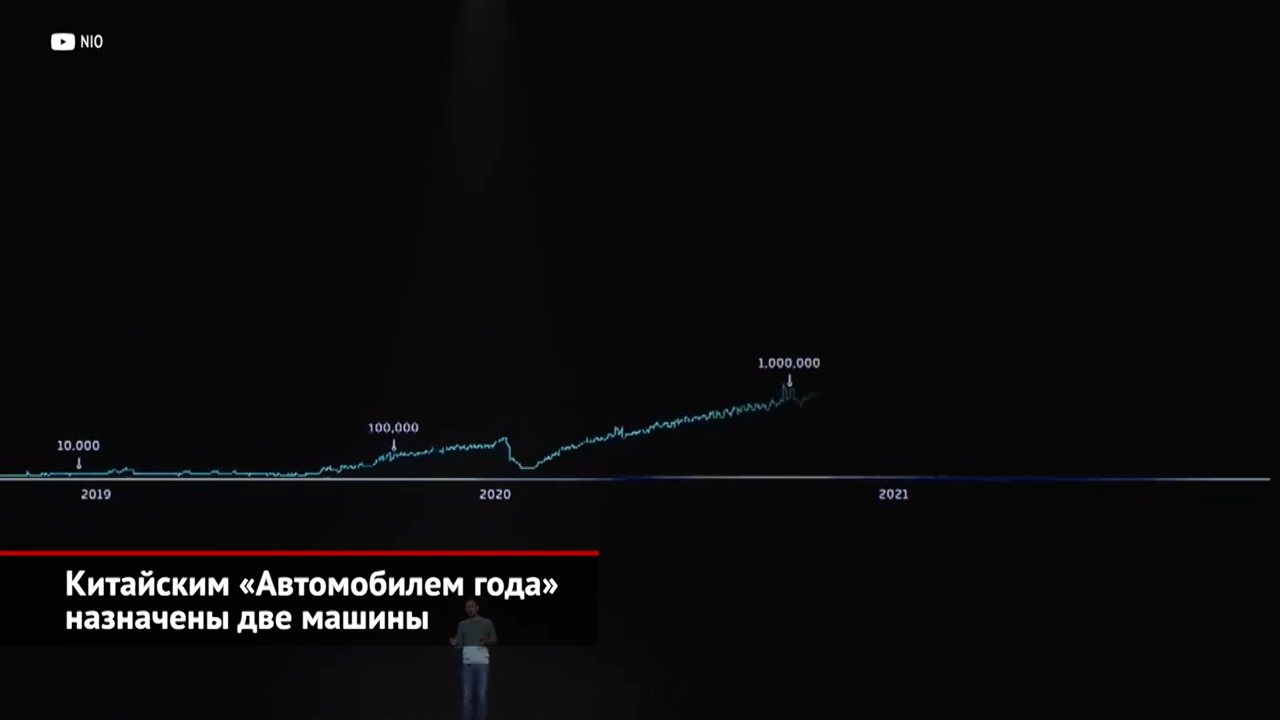 NIO
1,000,000
100,000
10,000
2019 2020 2021
Китайским «Автомобилем года»
назначены две машины